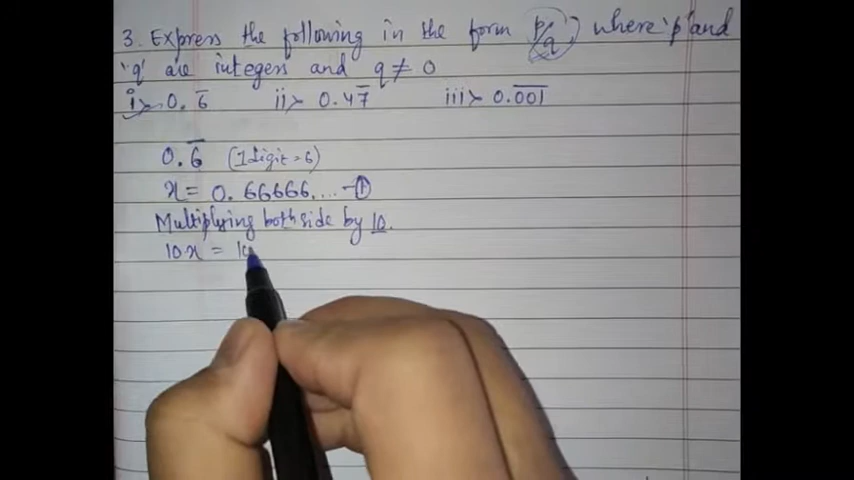 3. Express the following in the form p/q, where 'p' and
'q' are integers and q ≠ 0
i> 0.6̅ ii> 0.47̅ iii> 0.0̅0̅1̅
0.6̅ (1 digit = 6)
x = 0.66666... —①
Multiplying both side by 10.
10x = 10